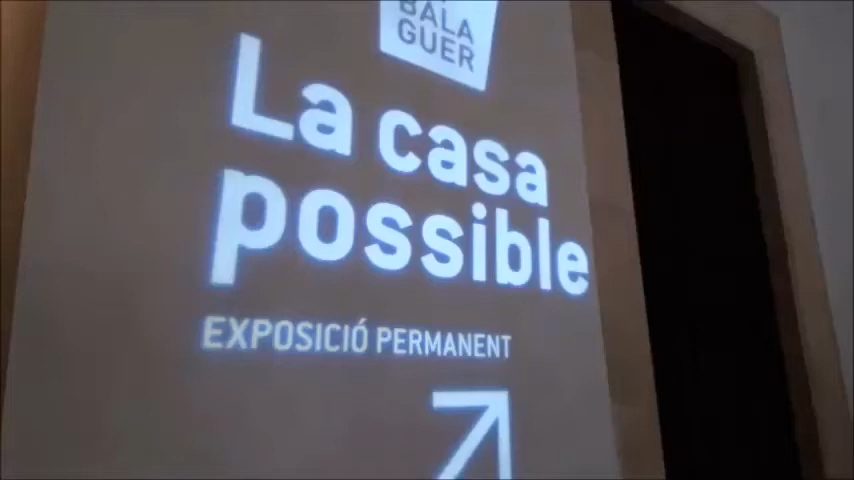 BALA
GUER
La casa
possible
EXPOSICIÓ PERMANENT